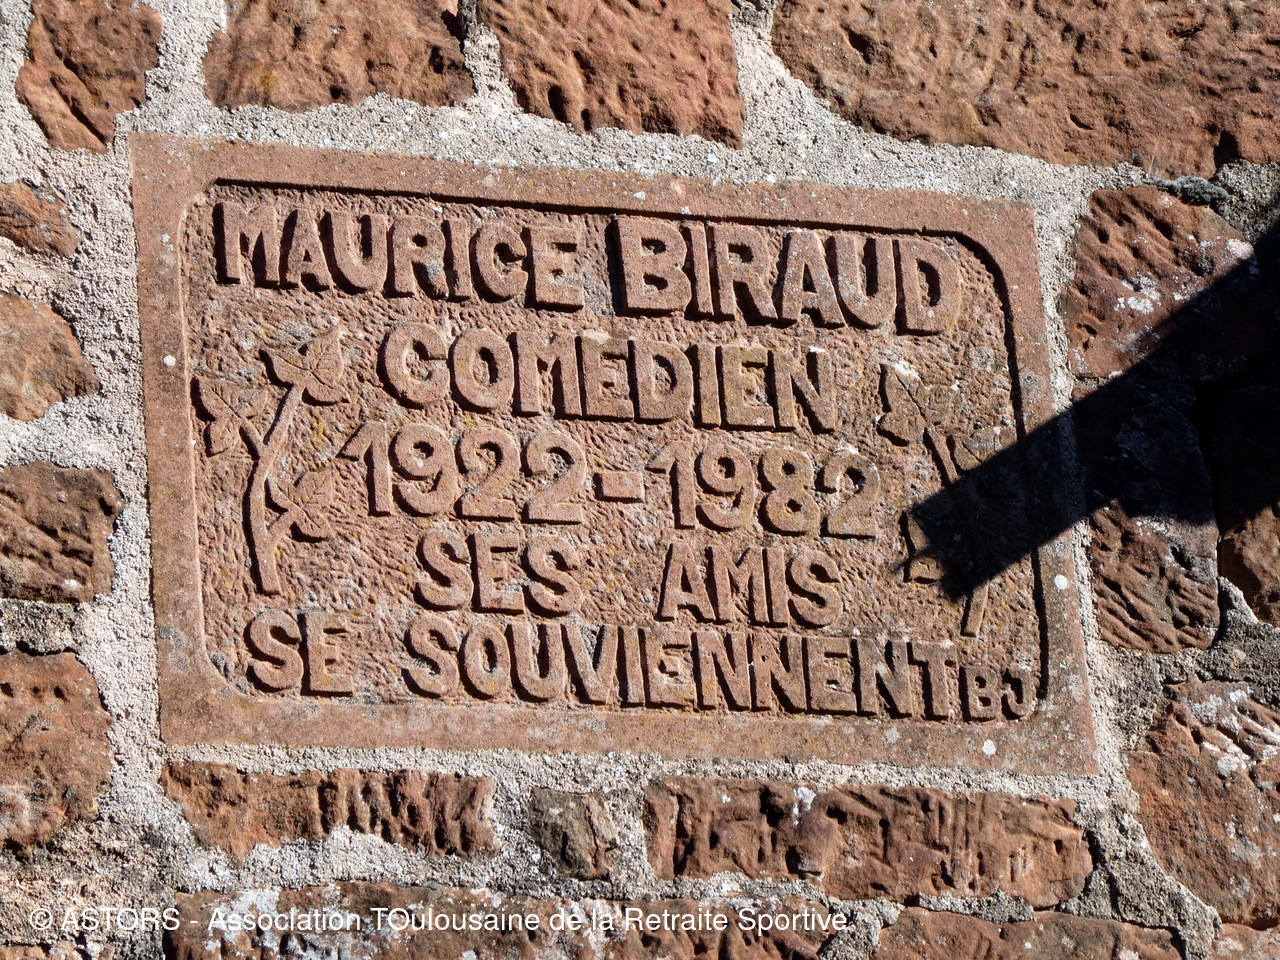 MAURICE BIRAUD
COMEDIEN
1922-1982
SES AMIS
SE SOUVIENNENT BJ
© ASTORS - Association TOulousaine de la Retraite Sportive